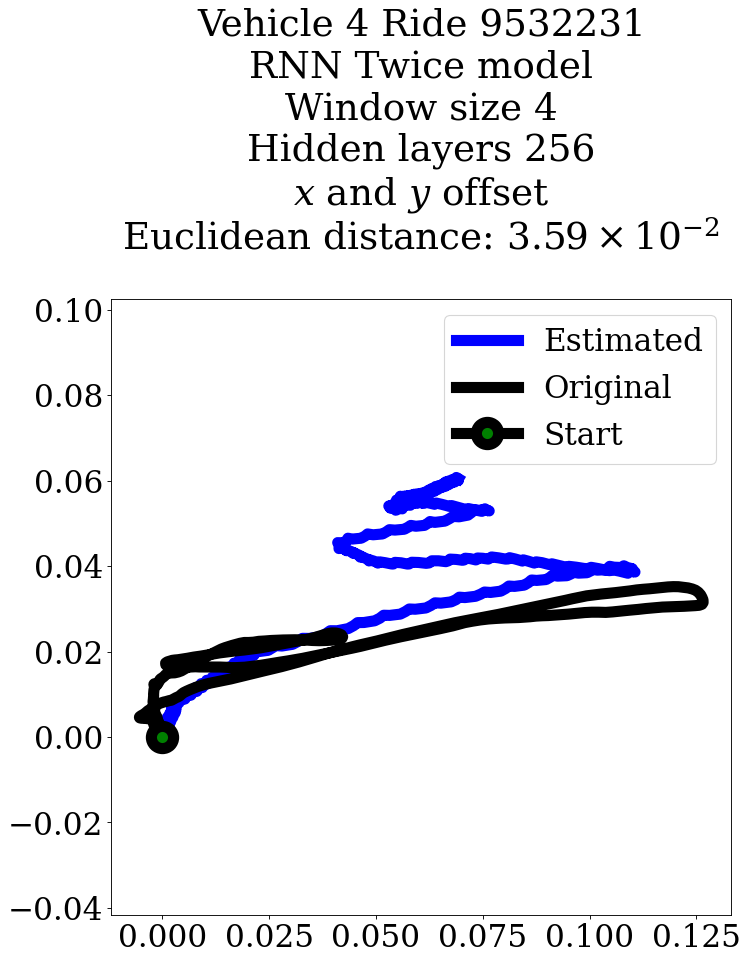 Vehicle 4 Ride 9532231
RNN Twice model
Window size 4
Hidden layers 256
x and y offset
Euclidean distance: 3.59 × 10⁻²
Estimated
Original
Start
0.10
0.08
0.06
0.04
0.02
0.00
−0.02
−0.04
0.000 0.025 0.050 0.075 0.100 0.125